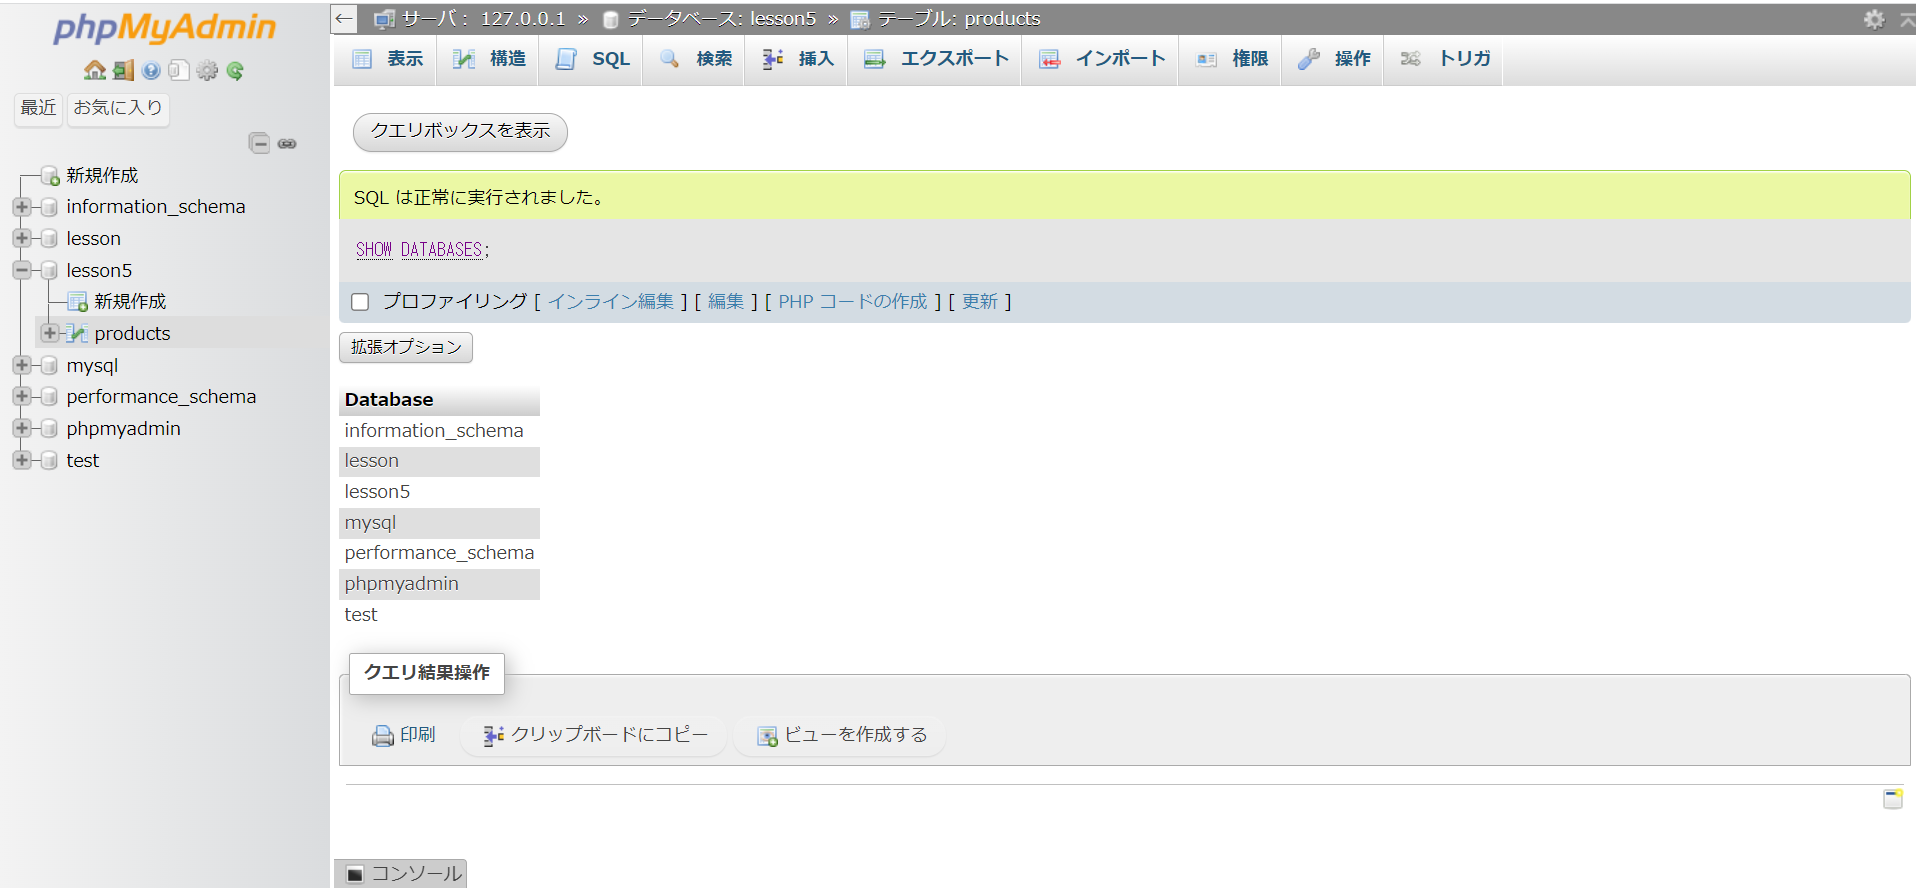 phpMyAdmin
最近 お気に入り
新規作成
information_schema
lesson
lesson5
新規作成
products
mysql
performance_schema
phpmyadmin
test
← サーバ： 127.0.0.1 » データベース: lesson5 » テーブル: products
表示 構造 SQL 検索 挿入 エクスポート インポート 権限 操作 トリガ
クエリボックスを表示
SQL は正常に実行されました。
SHOW DATABASES;
プロファイリング [ インライン編集 ] [ 編集 ] [ PHP コードの作成 ] [ 更新 ]
拡張オプション
Database
information_schema
lesson
lesson5
mysql
performance_schema
phpmyadmin
test
クエリ結果操作
印刷 クリップボードにコピー ビューを作成する
コンソール